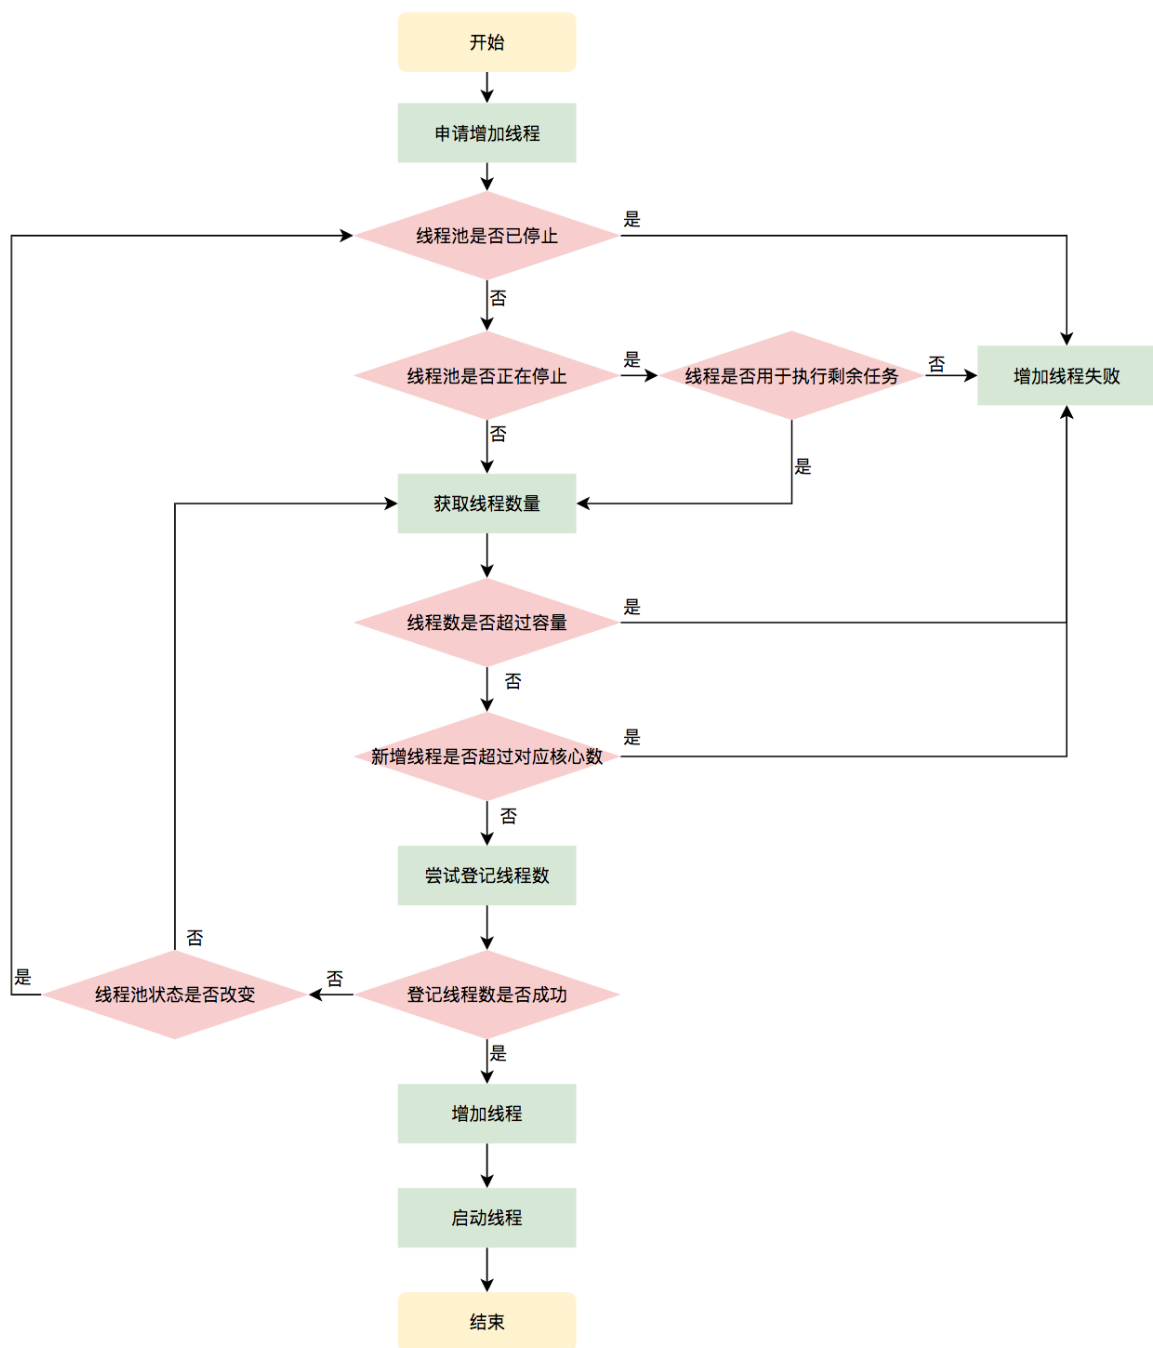 开始
申请增加线程
线程池是否已停止
是
否
线程池是否正在停止
是
线程是否用于执行剩余任务
否
增加线程失败
否
是
获取线程数量
线程数是否超过容量
是
否
新增线程是否超过对应核心数
是
否
尝试登记线程数
否
是
线程池状态是否改变
否
登记线程数是否成功
是
增加线程
启动线程
结束